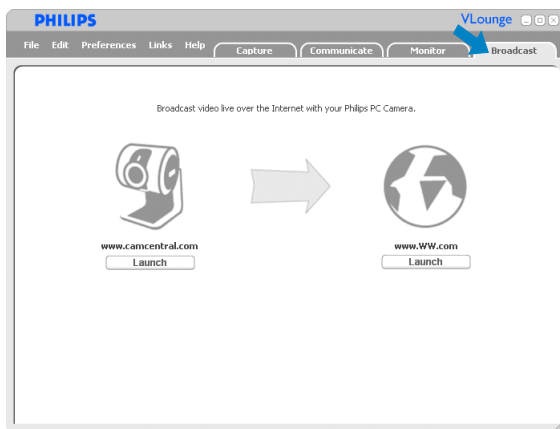 PHILIPS
VLounge
File Edit Preferences Links Help Capture Communicate Monitor Broadcast
Broadcast video live over the Internet with your Philips PC Camera.
www.camcentral.com
www.WW.com
Launch
Launch